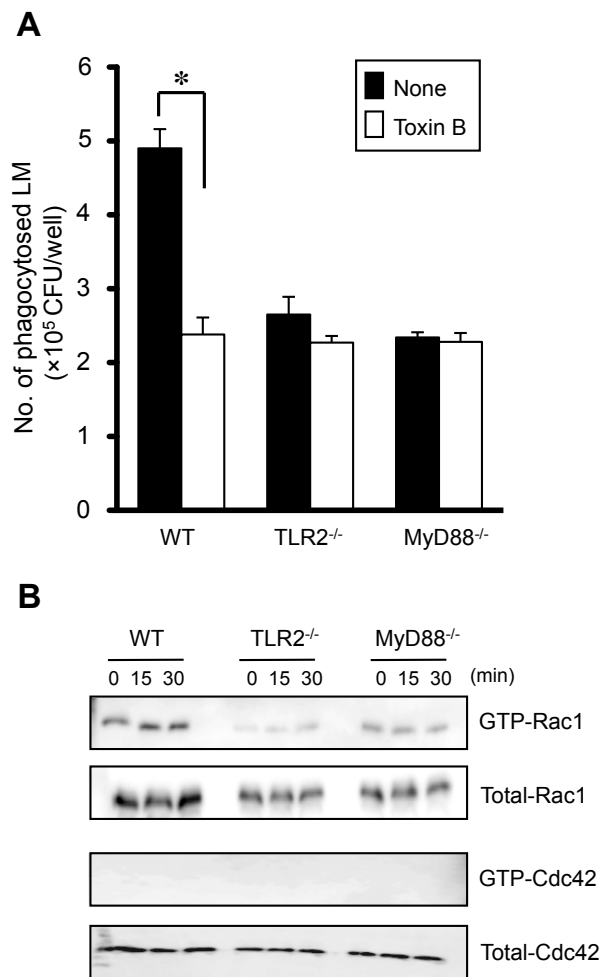 A
6
5
4
3
2
1
0
No. of phagocytosed LM
(×10⁵ CFU/well)
*
None
Toxin B
WT TLR2⁻/⁻ MyD88⁻/⁻
B
WT TLR2⁻/⁻ MyD88⁻/⁻
0 15 30 0 15 30 0 15 30 (min)
GTP-Rac1
Total-Rac1
GTP-Cdc42
Total-Cdc42